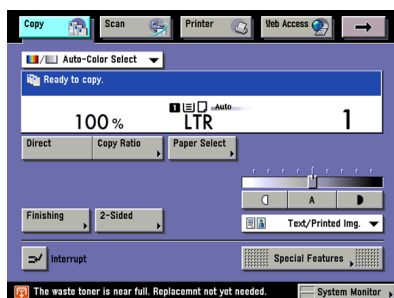 Copy Scan Printer Web Access
Auto-Color Select
Ready to copy.
1 Auto
100 % LTR 1
Direct Copy Ratio Paper Select
A
Finishing 2-Sided Text/Printed Img.
Interrupt Special Features
The waste toner is near full. Replacemnt not yet needed. System Monitor